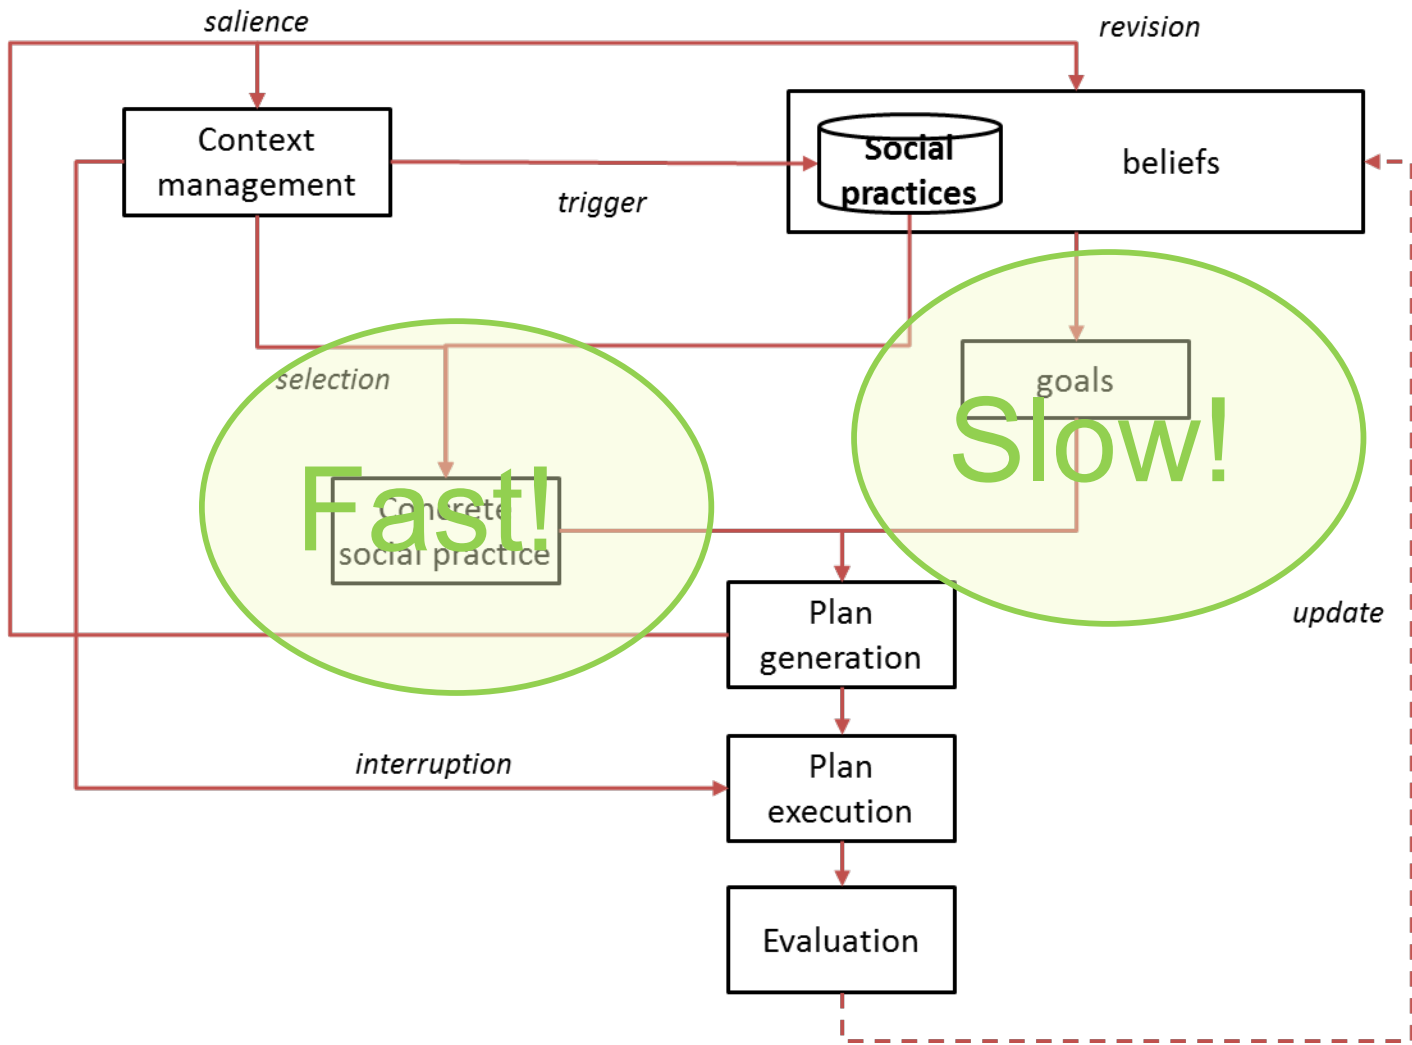 salience
revision
Context
management
Social
practices
beliefs
trigger
selection
goals
Slow!
Fast!
Concrete
social practice
Plan
generation
update
interruption
Plan
execution
Evaluation